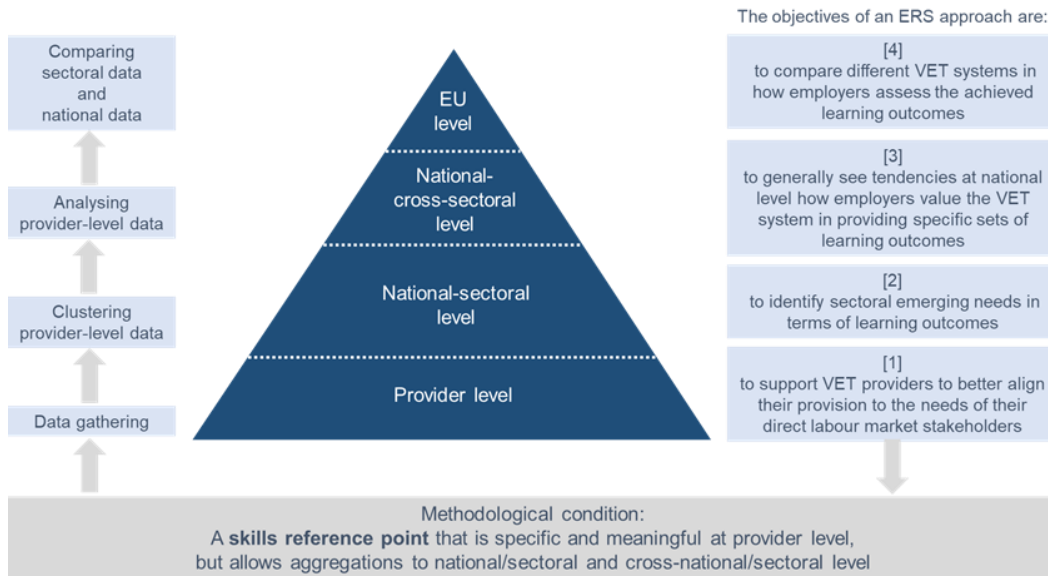 Comparing
sectoral data
and
national data
Analysing
provider-level data
Clustering
provider-level data
Data gathering
EU
level
National-
cross-sectoral
level
National-sectoral
level
Provider level
The objectives of an ERS approach are:
[4]
to compare different VET systems in
how employers assess the achieved
learning outcomes
[3]
to generally see tendencies at national
level how employers value the VET
system in providing specific sets of
learning outcomes
[2]
to identify sectoral emerging needs in
terms of learning outcomes
[1]
to support VET providers to better align
their provision to the needs of their
direct labour market stakeholders
Methodological condition:
A skills reference point that is specific and meaningful at provider level,
but allows aggregations to national/sectoral and cross-national/sectoral level